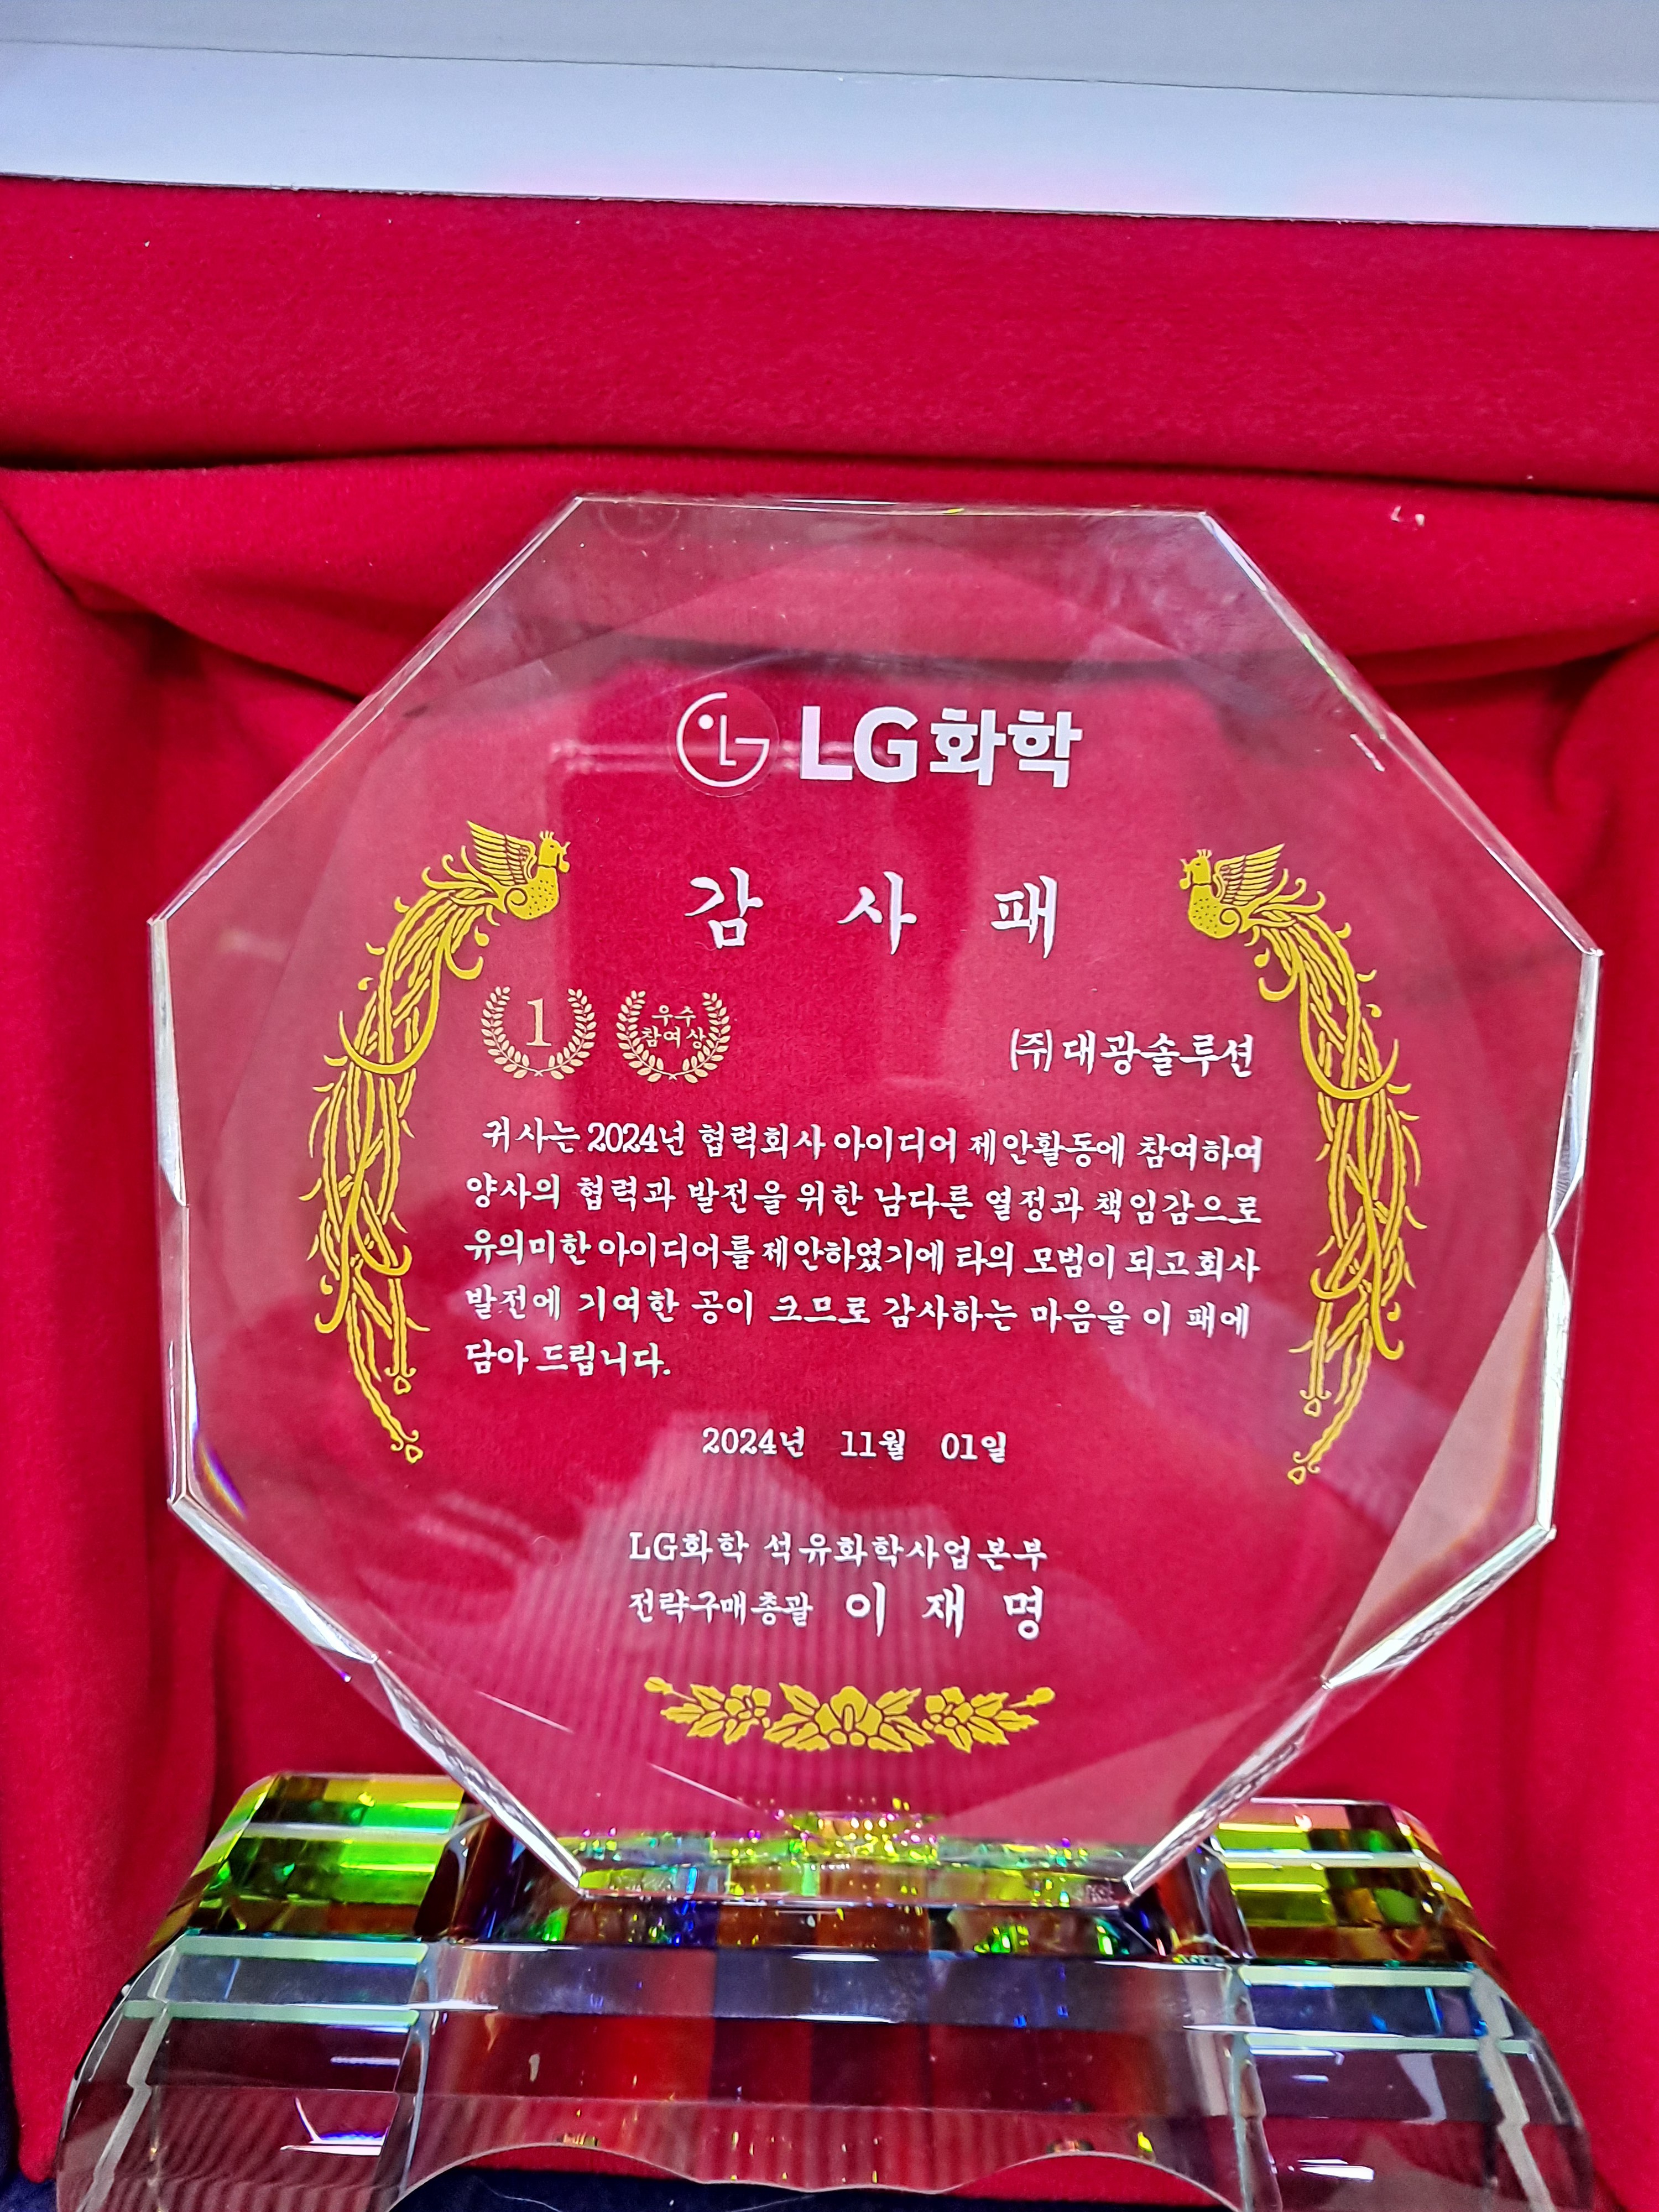 LG화학
감 사 패
1 우수
참여상
㈜대광솔루션
귀사는 2024년 협력회사 아이디어 제안활동에 참여하여
양사의 협력과 발전을 위한 남다른 열정과 책임감으로
유의미한 아이디어를 제안하였기에 타의 모범이 되고 회사
발전에 기여한 공이 크므로 감사하는 마음을 이 패에
담아 드립니다.
2024년 11월 01일
LG화학 석유화학사업본부
전략구매총괄 이 재 명